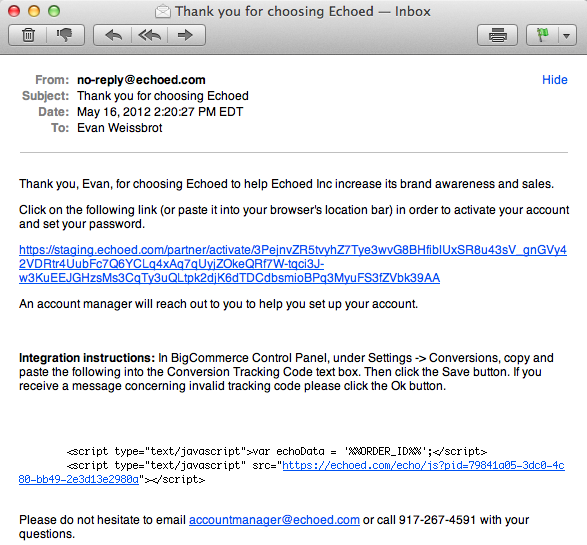 Thank you for choosing Echoed — Inbox
From: no-reply@echoed.com
Hide
Subject: Thank you for choosing Echoed
Date: May 16, 2012 2:20:27 PM EDT
To: Evan Weissbrot
Thank you, Evan, for choosing Echoed to help Echoed Inc increase its brand awareness and sales.
Click on the following link (or paste it into your browser's location bar) in order to activate your account
and set your password.
https://staging.echoed.com/partner/activate/3PejnvZR5tvyhZ7Tye3wvG8BHfiblUxSR8u43sV_gnGVy4
2VDRtr4UubFc7Q6YCLq4xAg7qUyjZOkeQRf7W-tqci3J-
w3KuEEJGHzsMs3CqTy3uQLtpk2djK6dTDCdbsmioBPq3MyuFS3fZVbk39AA
An account manager will reach out to you to help you set up your account.
Integration instructions: In BigCommerce Control Panel, under Settings -> Conversions, copy and
paste the following into the Conversion Tracking Code text box. Then click the Save button. If you
receive a message concerning invalid tracking code please click the Ok button.
<script type="text/javascript">var echoData = '%%ORDER_ID%%';</script>
<script type="text/javascript" src="https://echoed.com/echo/js?pid=79841a05-3dc0-4c
80-bb49-2e3d13e2980a"></script>
Please do not hesitate to email accountmanager@echoed.com or call 917-267-4591 with your
questions.